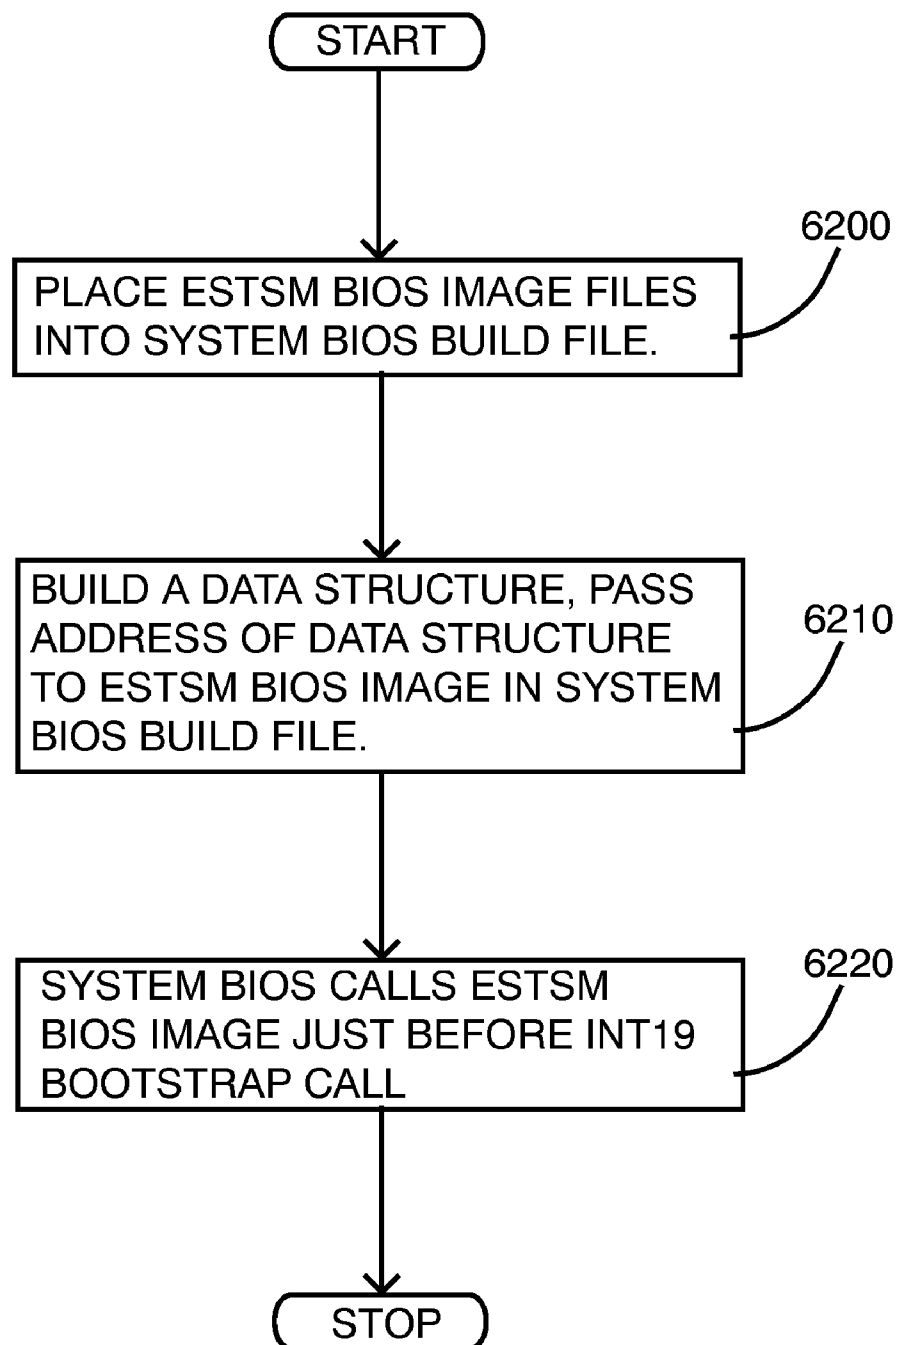 START
6200
PLACE ESTSM BIOS IMAGE FILES
INTO SYSTEM BIOS BUILD FILE.
6210
BUILD A DATA STRUCTURE, PASS
ADDRESS OF DATA STRUCTURE
TO ESTSM BIOS IMAGE IN SYSTEM
BIOS BUILD FILE.
6220
SYSTEM BIOS CALLS ESTSM
BIOS IMAGE JUST BEFORE INT19
BOOTSTRAP CALL
STOP